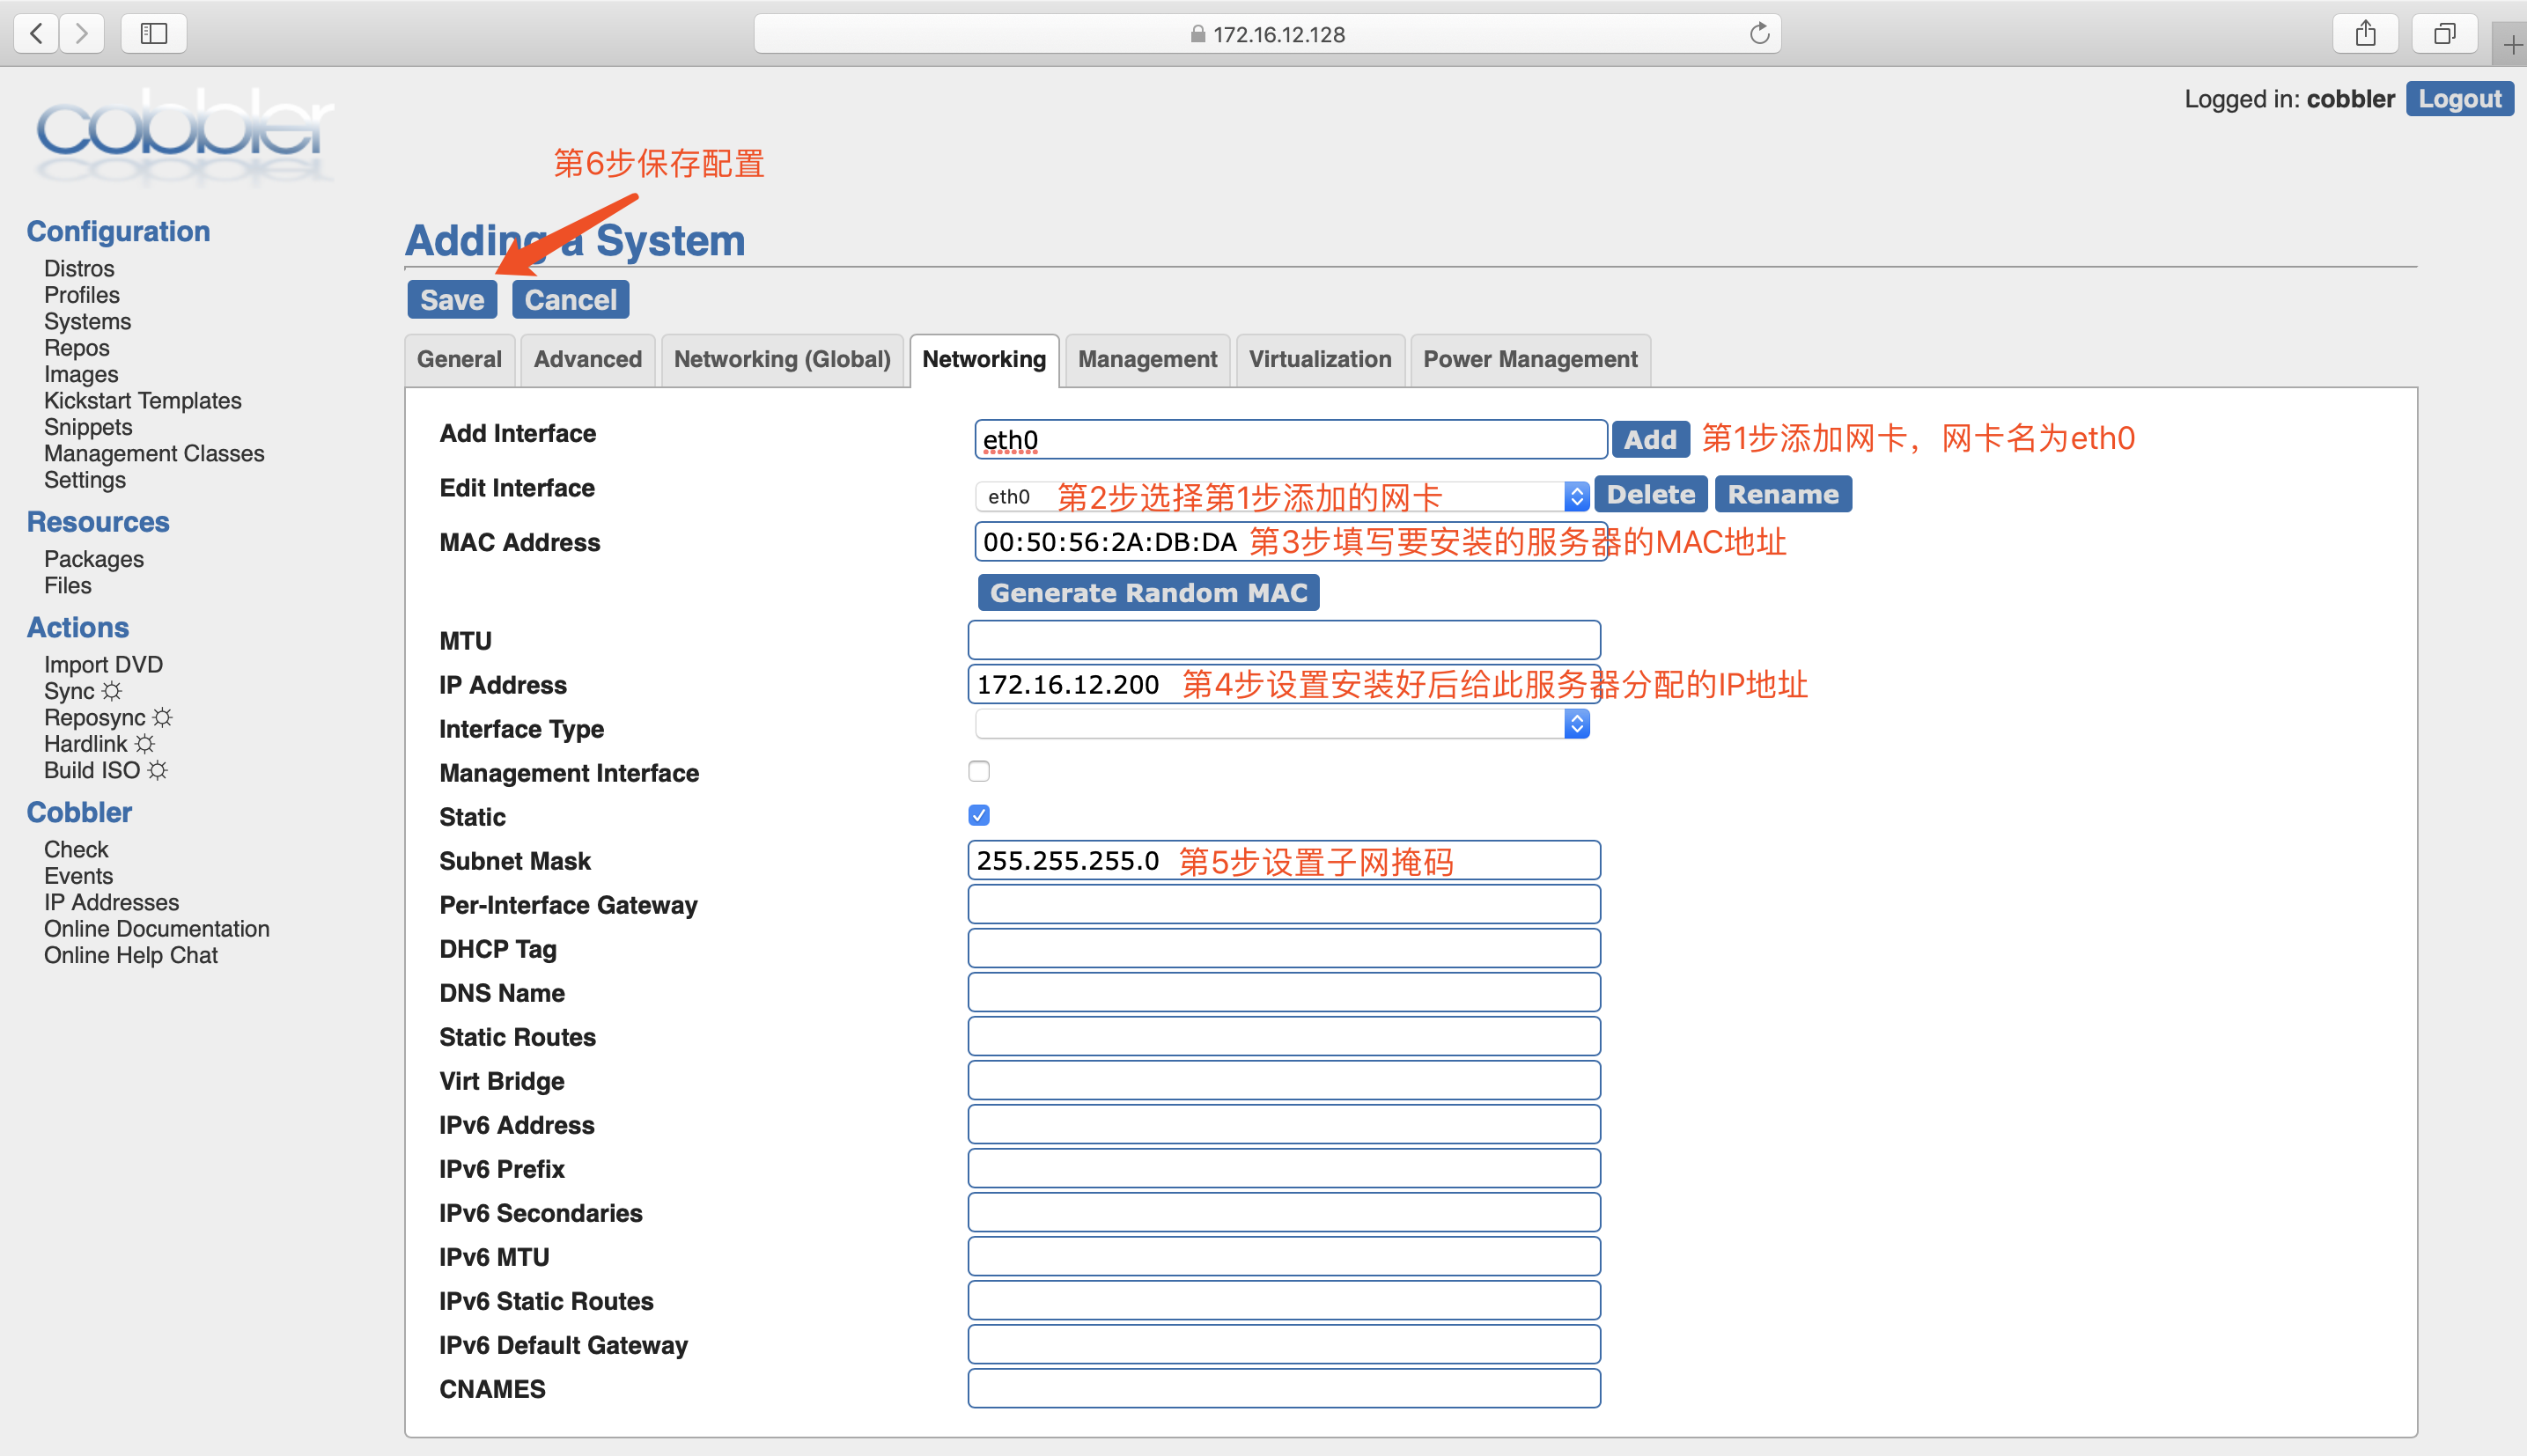 172.16.12.128
cobbler
Logged in: cobbler Logout
第6步保存配置
Configuration
Distros
Profiles
Systems
Repos
Images
Kickstart Templates
Snippets
Management Classes
Settings
Resources
Packages
Files
Actions
Import DVD
Sync
Reposync
Hardlink
Build ISO
Cobbler
Check
Events
IP Addresses
Online Documentation
Online Help Chat
Adding a System
Save Cancel
General Advanced Networking (Global) Networking Management Virtualization Power Management
Add Interface eth0 Add 第1步添加网卡，网卡名为eth0
Edit Interface eth0 第2步选择第1步添加的网卡 Delete Rename
MAC Address 00:50:56:2A:DB:DA 第3步填写要安装的服务器的MAC地址
Generate Random MAC
MTU
IP Address 172.16.12.200 第4步设置安装好后给此服务器分配的IP地址
Interface Type
Management Interface
Static
Subnet Mask 255.255.255.0 第5步设置子网掩码
Per-Interface Gateway
DHCP Tag
DNS Name
Static Routes
Virt Bridge
IPv6 Address
IPv6 Prefix
IPv6 Secondaries
IPv6 MTU
IPv6 Static Routes
IPv6 Default Gateway
CNAMES